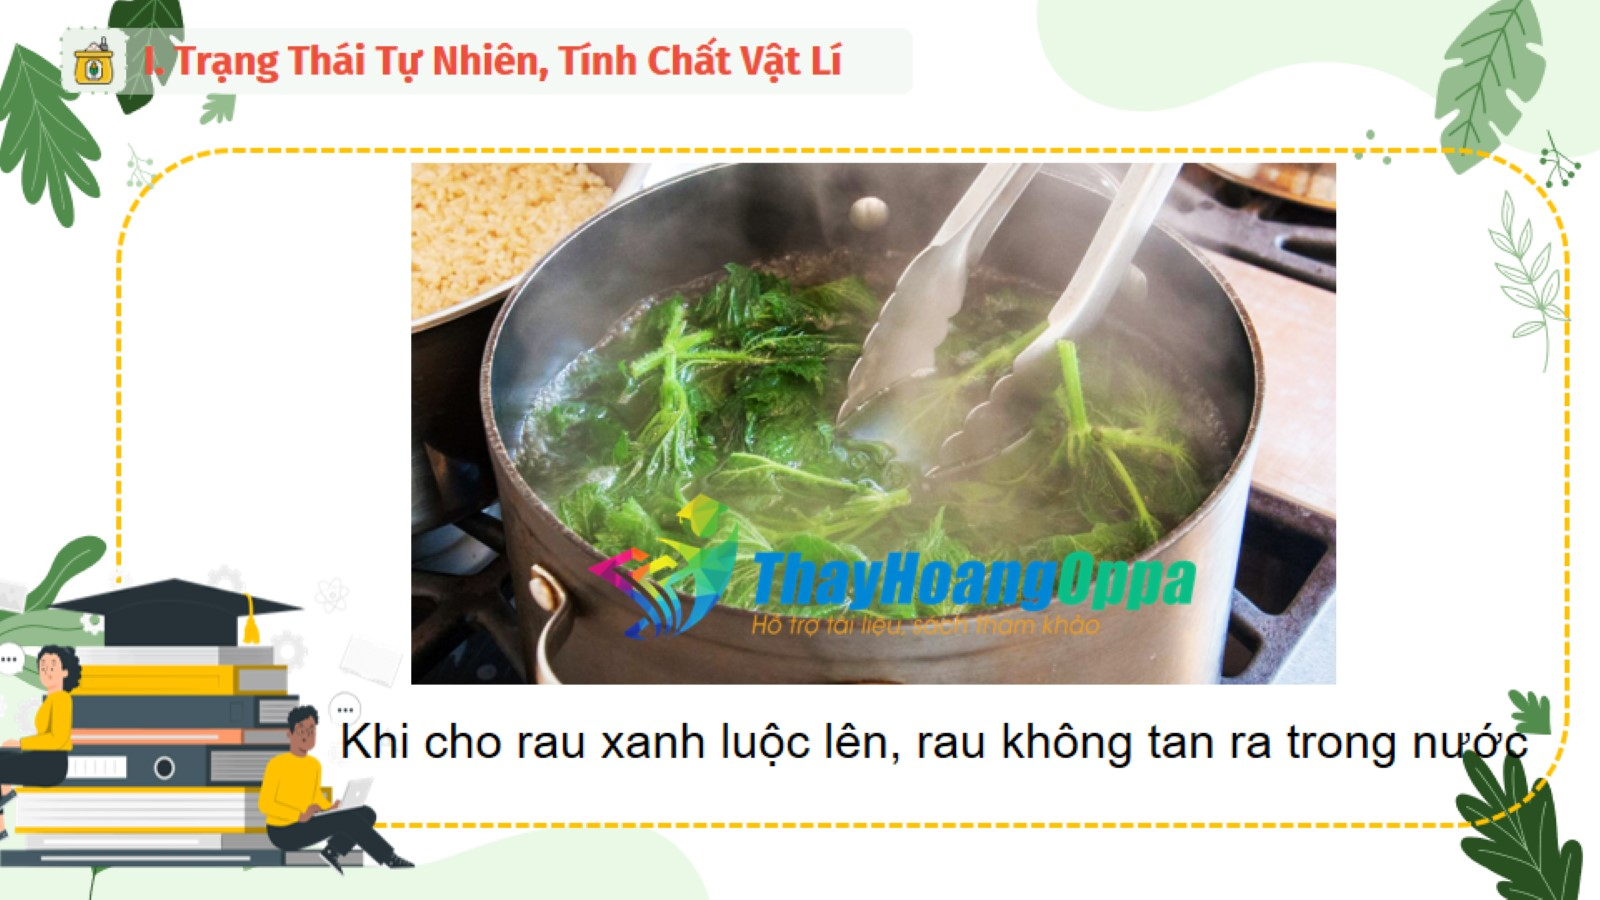 I. Trạng Thái Tự Nhiên, Tính Chất Vật Lí
ThayHoangOppa
Hỗ trợ tài liệu, sách tham khảo
Khi cho rau xanh luộc lên, rau không tan ra trong nước